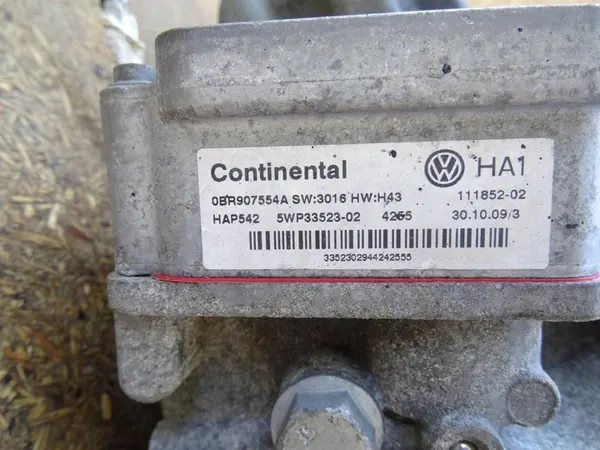 Continental HA1
0BR907554A SW:3016 HW:H43 111852-02
HAP542 5WP33523-02 4265 30.10.09/3
3352302944242555